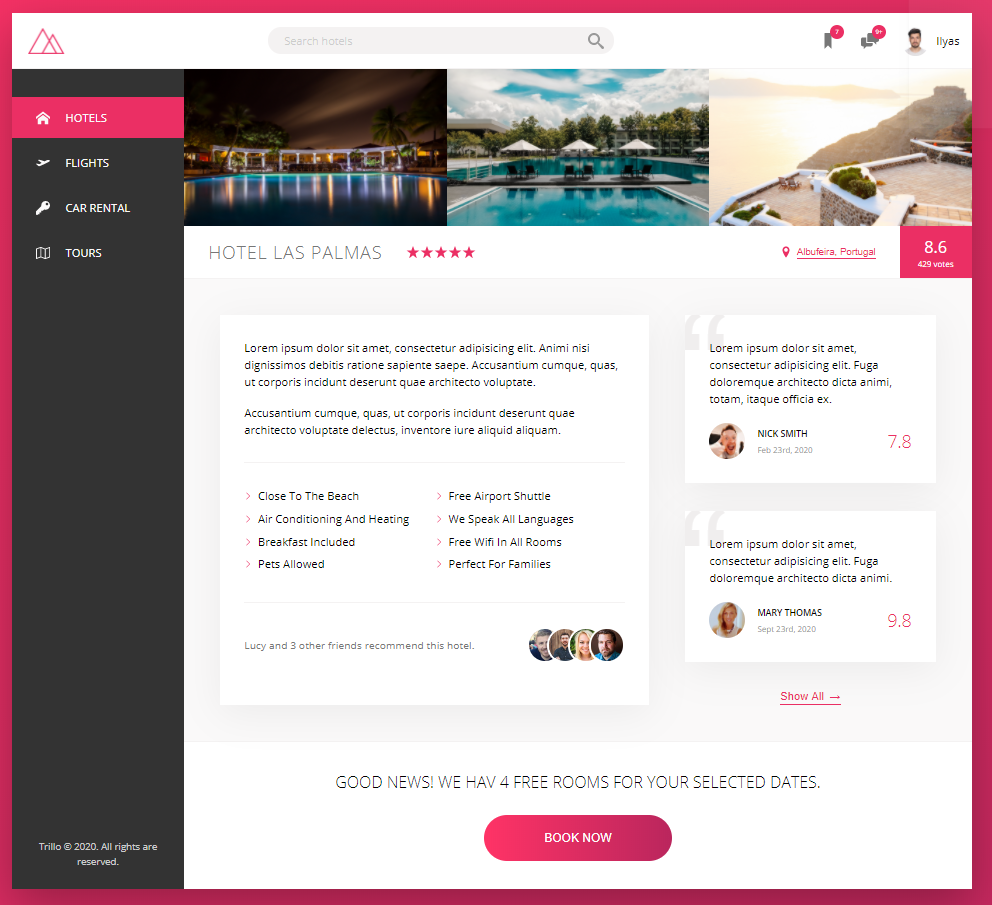 Search hotels
7
9+
Ilyas
HOTELS
FLIGHTS
CAR RENTAL
TOURS
HOTEL LAS PALMAS
Albufeira, Portugal
8.6
429 votes
Lorem ipsum dolor sit amet, consectetur adipisicing elit. Animi nisi
dignissimos debitis ratione sapiente saepe. Accusantium cumque, quas,
ut corporis incidunt deserunt quae architecto voluptate.
Accusantium cumque, quas, ut corporis incidunt deserunt quae
architecto voluptate delectus, inventore iure aliquid aliquam.
Close To The Beach
Free Airport Shuttle
Air Conditioning And Heating
We Speak All Languages
Breakfast Included
Free Wifi In All Rooms
Pets Allowed
Perfect For Families
Lucy and 3 other friends recommend this hotel.
“
Lorem ipsum dolor sit amet,
consectetur adipisicing elit. Fuga
doloremque architecto dicta animi,
totam, itaque officia ex.
NICK SMITH
Feb 23rd, 2020
7.8
“
Lorem ipsum dolor sit amet,
consectetur adipisicing elit. Fuga
doloremque architecto dicta animi.
MARY THOMAS
Sept 23rd, 2020
9.8
Show All →
GOOD NEWS! WE HAV 4 FREE ROOMS FOR YOUR SELECTED DATES.
BOOK NOW
Trillo © 2020. All rights are
reserved.